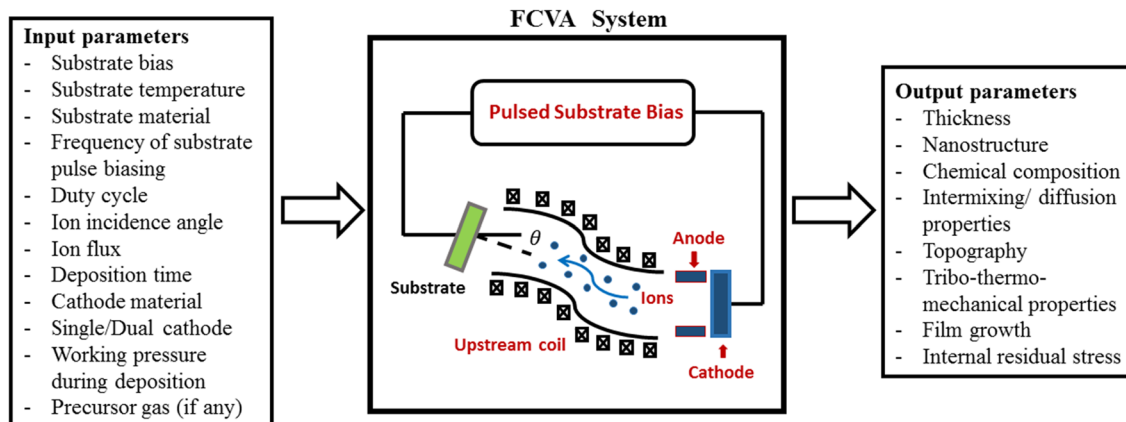 FCVA System
Input parameters
- Substrate bias
- Substrate temperature
- Substrate material
- Frequency of substrate
pulse biasing
- Duty cycle
- Ion incidence angle
- Ion flux
- Deposition time
- Cathode material
- Single/Dual cathode
- Working pressure
during deposition
- Precursor gas (if any)
Pulsed Substrate Bias
θ
Anode
Substrate
Ions
Upstream coil
Cathode
Output parameters
- Thickness
- Nanostructure
- Chemical composition
- Intermixing/ diffusion
properties
- Topography
- Tribo-thermo-
mechanical properties
- Film growth
- Internal residual stress